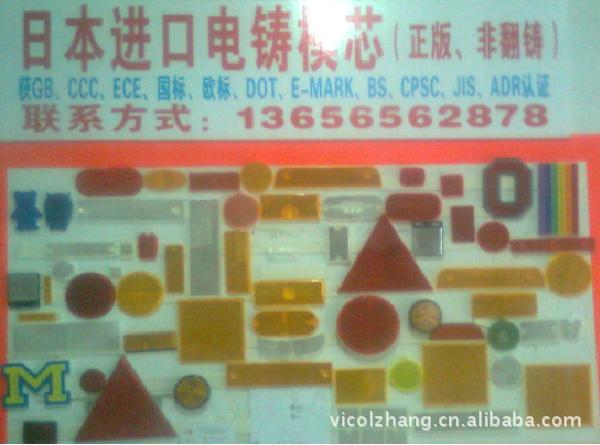 日本进口电铸模芯（正版、非翻铸）
获GB、CCC、ECE、国标、欧标、DOT、E-MARK、BS、CPSC、JIS、ADR认证
联系方式：13656562878
M
vicolzhang.cn.alibaba.com